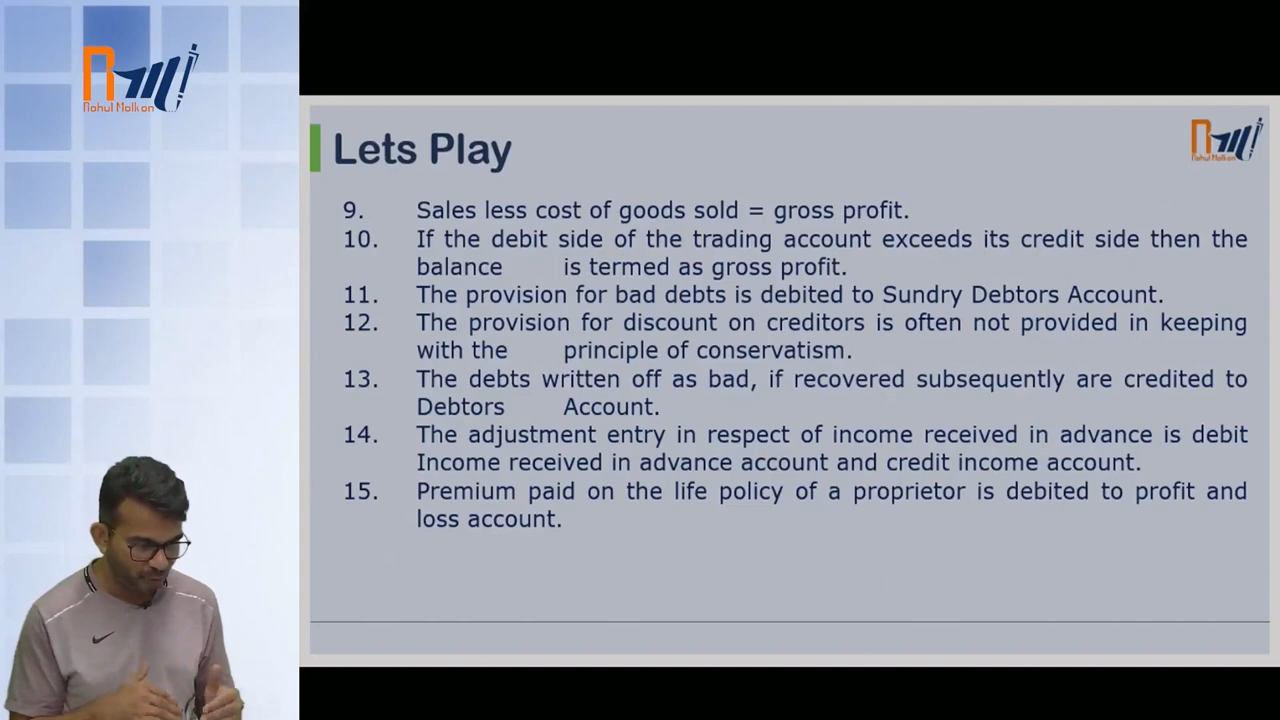 Rahul Malkan
Lets Play
9. Sales less cost of goods sold = gross profit.
10. If the debit side of the trading account exceeds its credit side then the
balance is termed as gross profit.
11. The provision for bad debts is debited to Sundry Debtors Account.
12. The provision for discount on creditors is often not provided in keeping
with the principle of conservatism.
13. The debts written off as bad, if recovered subsequently are credited to
Debtors Account.
14. The adjustment entry in respect of income received in advance is debit
Income received in advance account and credit income account.
15. Premium paid on the life policy of a proprietor is debited to profit and
loss account.